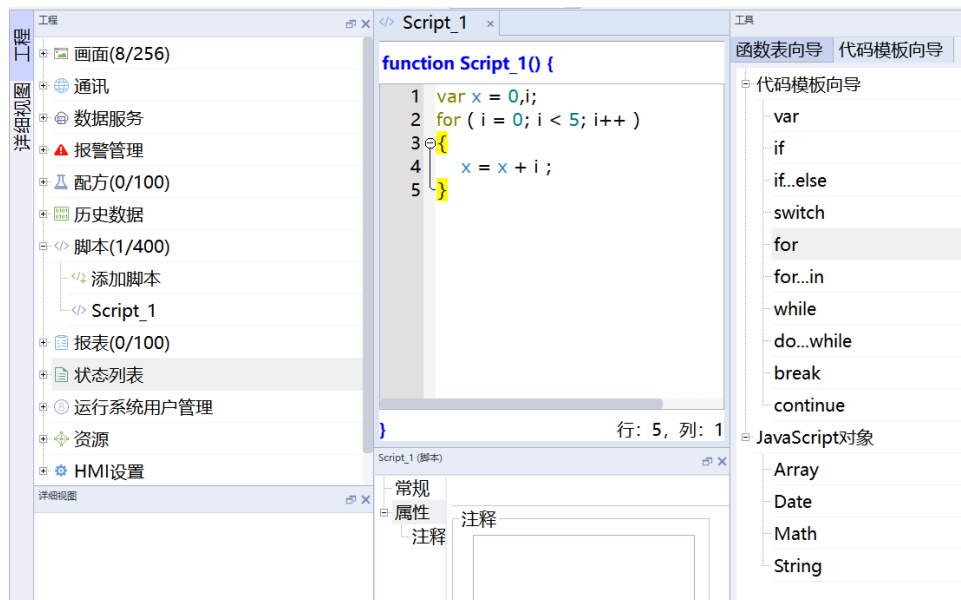 工程
详细视图
工程
画面(8/256)
通讯
数据服务
报警管理
配方(0/100)
历史数据
脚本(1/400)
添加脚本
Script_1
报表(0/100)
状态列表
运行系统用户管理
资源
HMI设置
详细视图
Script_1 ×
function Script_1() {
1 var x = 0,i;
2 for ( i = 0; i < 5; i++ )
3 {
4 x = x + i ;
5 }
}
行：5，列：1
Script_1 (脚本)
常规
属性
注释
注释
工具
函数表向导 代码模板向导
代码模板向导
var
if
if...else
switch
for
for...in
while
do...while
break
continue
JavaScript对象
Array
Date
Math
String